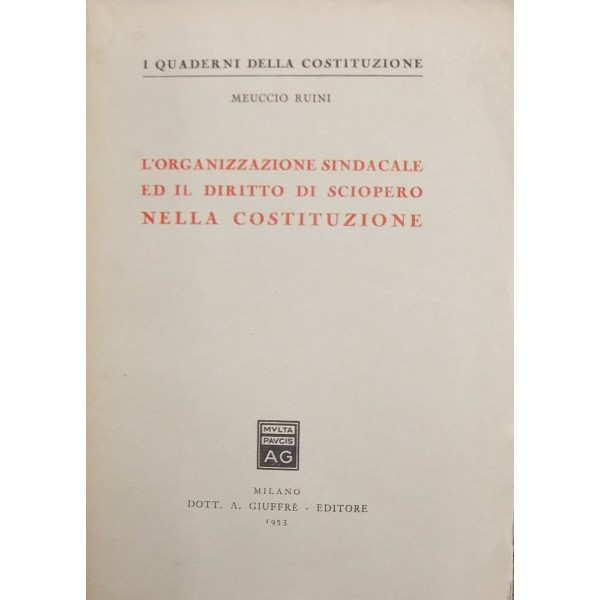 I QUADERNI DELLA COSTITUZIONE
MEUCCIO RUINI
L'ORGANIZZAZIONE SINDACALE
ED IL DIRITTO DI SCIOPERO
NELLA COSTITUZIONE
MVLTA
PAVCIS
AG
MILANO
DOTT. A. GIUFFRÈ - EDITORE
1953